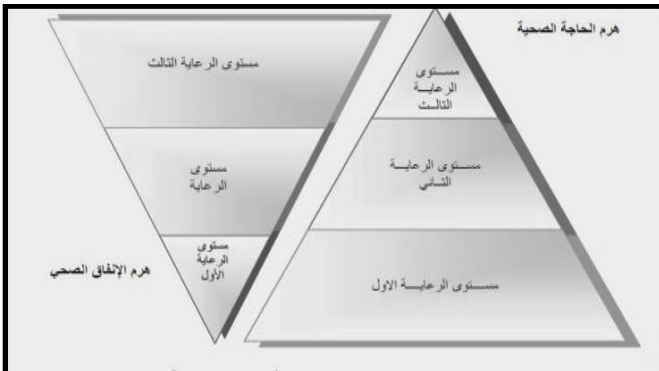 هرم الحاجة الصحية
مستوى
الرعاية
الثالث
مستوى الرعاية
الثاني
مستوى الرعاية الاول
مستوى الرعاية الثالث
مستوى
الرعاية
مستوى
الرعاية
الأول
هرم الإنفاق الصحي